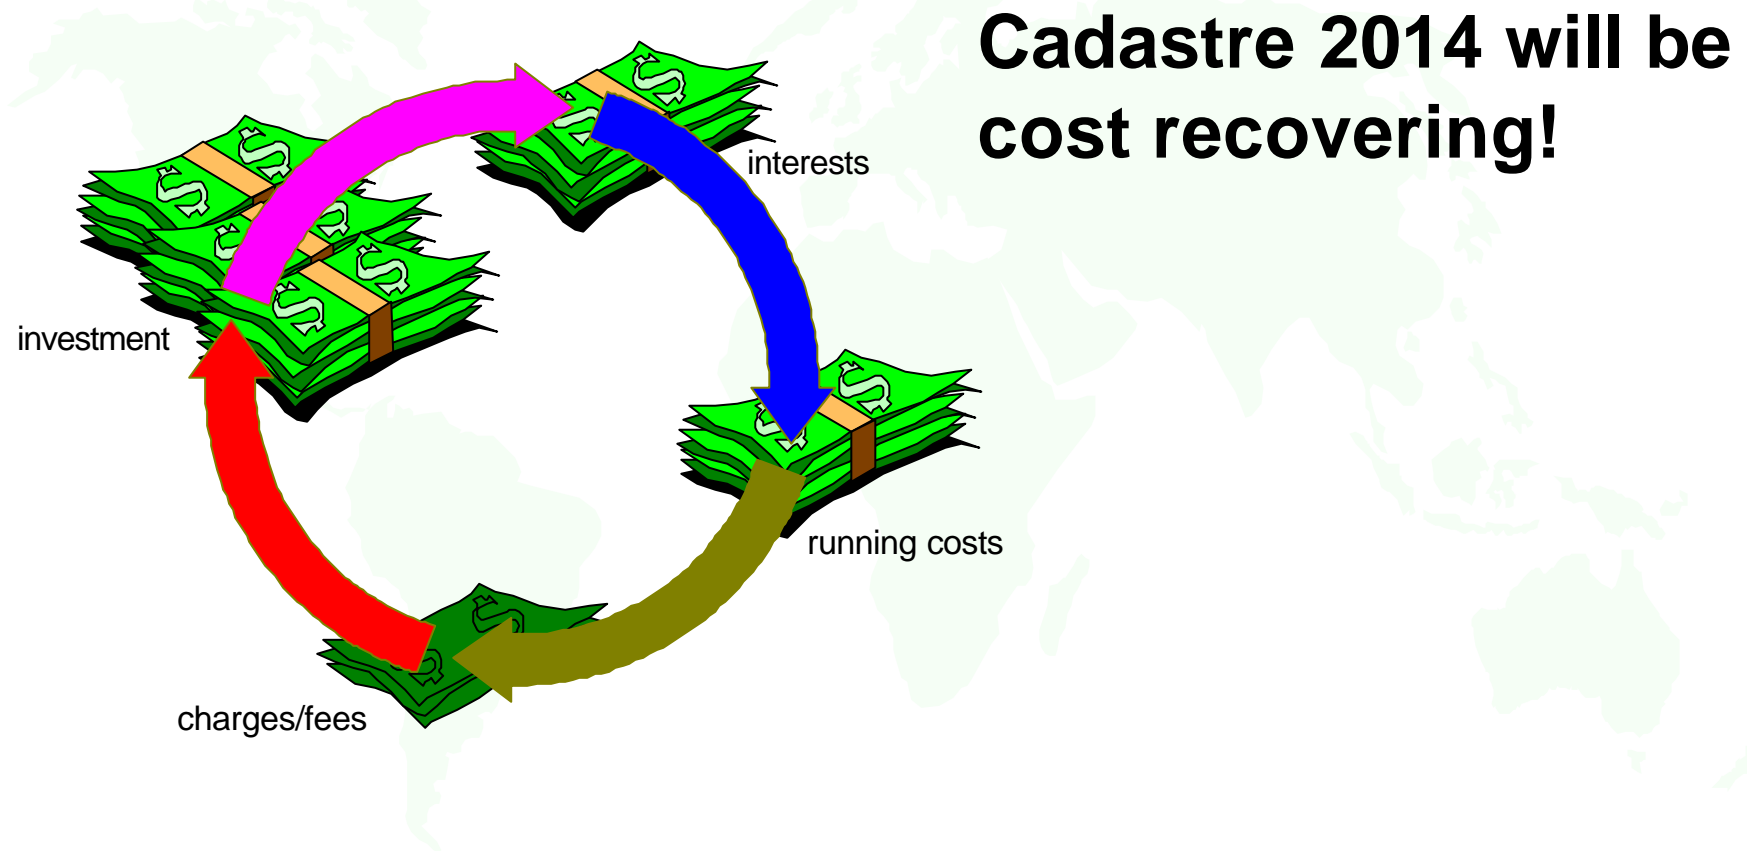 Cadastre 2014 will be
cost recovering!
interests
investment
running costs
charges/fees